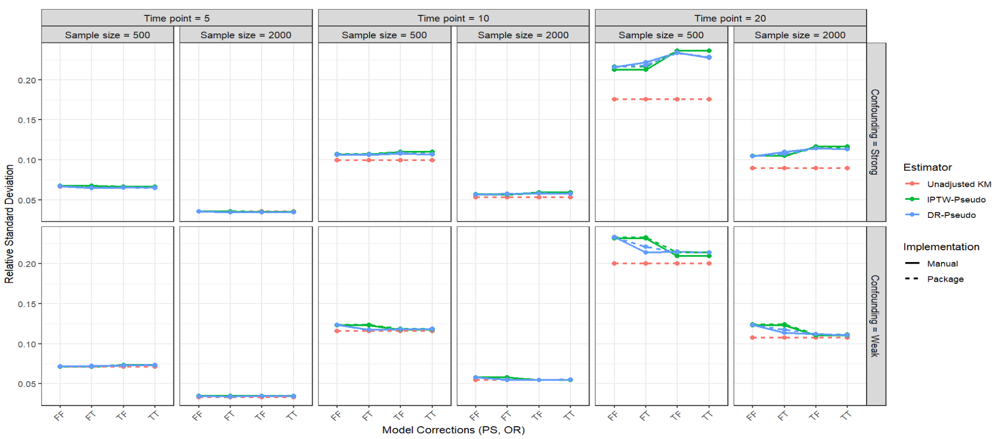 Time point = 5
Time point = 10
Time point = 20
Sample size = 500
Sample size = 2000
Sample size = 500
Sample size = 2000
Sample size = 500
Sample size = 2000
Relative Standard Deviation
0.20
0.15
0.10
0.05
Confounding = Strong
0.20
0.15
0.10
0.05
Confounding = Weak
FF FT TF TT
FF FT TF TT
FF FT TF TT
FF FT TF TT
FF FT TF TT
FF FT TF TT
Model Corrections (PS, OR)
Estimator
Unadjusted KM
IPTW-Pseudo
DR-Pseudo
Implementation
Manual
Package